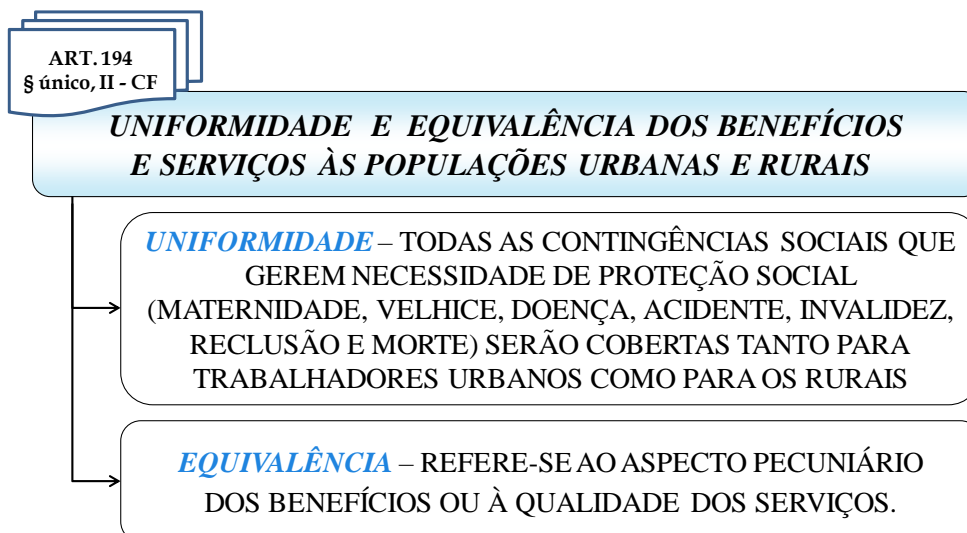 ART. 194
§ único, II - CF
UNIFORMIDADE E EQUIVALÊNCIA DOS BENEFÍCIOS
E SERVIÇOS ÀS POPULAÇÕES URBANAS E RURAIS
UNIFORMIDADE – TODAS AS CONTINGÊNCIAS SOCIAIS QUE
GEREM NECESSIDADE DE PROTEÇÃO SOCIAL
(MATERNIDADE, VELHICE, DOENÇA, ACIDENTE, INVALIDEZ,
RECLUSÃO E MORTE) SERÃO COBERTAS TANTO PARA
TRABALHADORES URBANOS COMO PARA OS RURAIS
EQUIVALÊNCIA – REFERE-SE AO ASPECTO PECUNIÁRIO
DOS BENEFÍCIOS OU À QUALIDADE DOS SERVIÇOS.